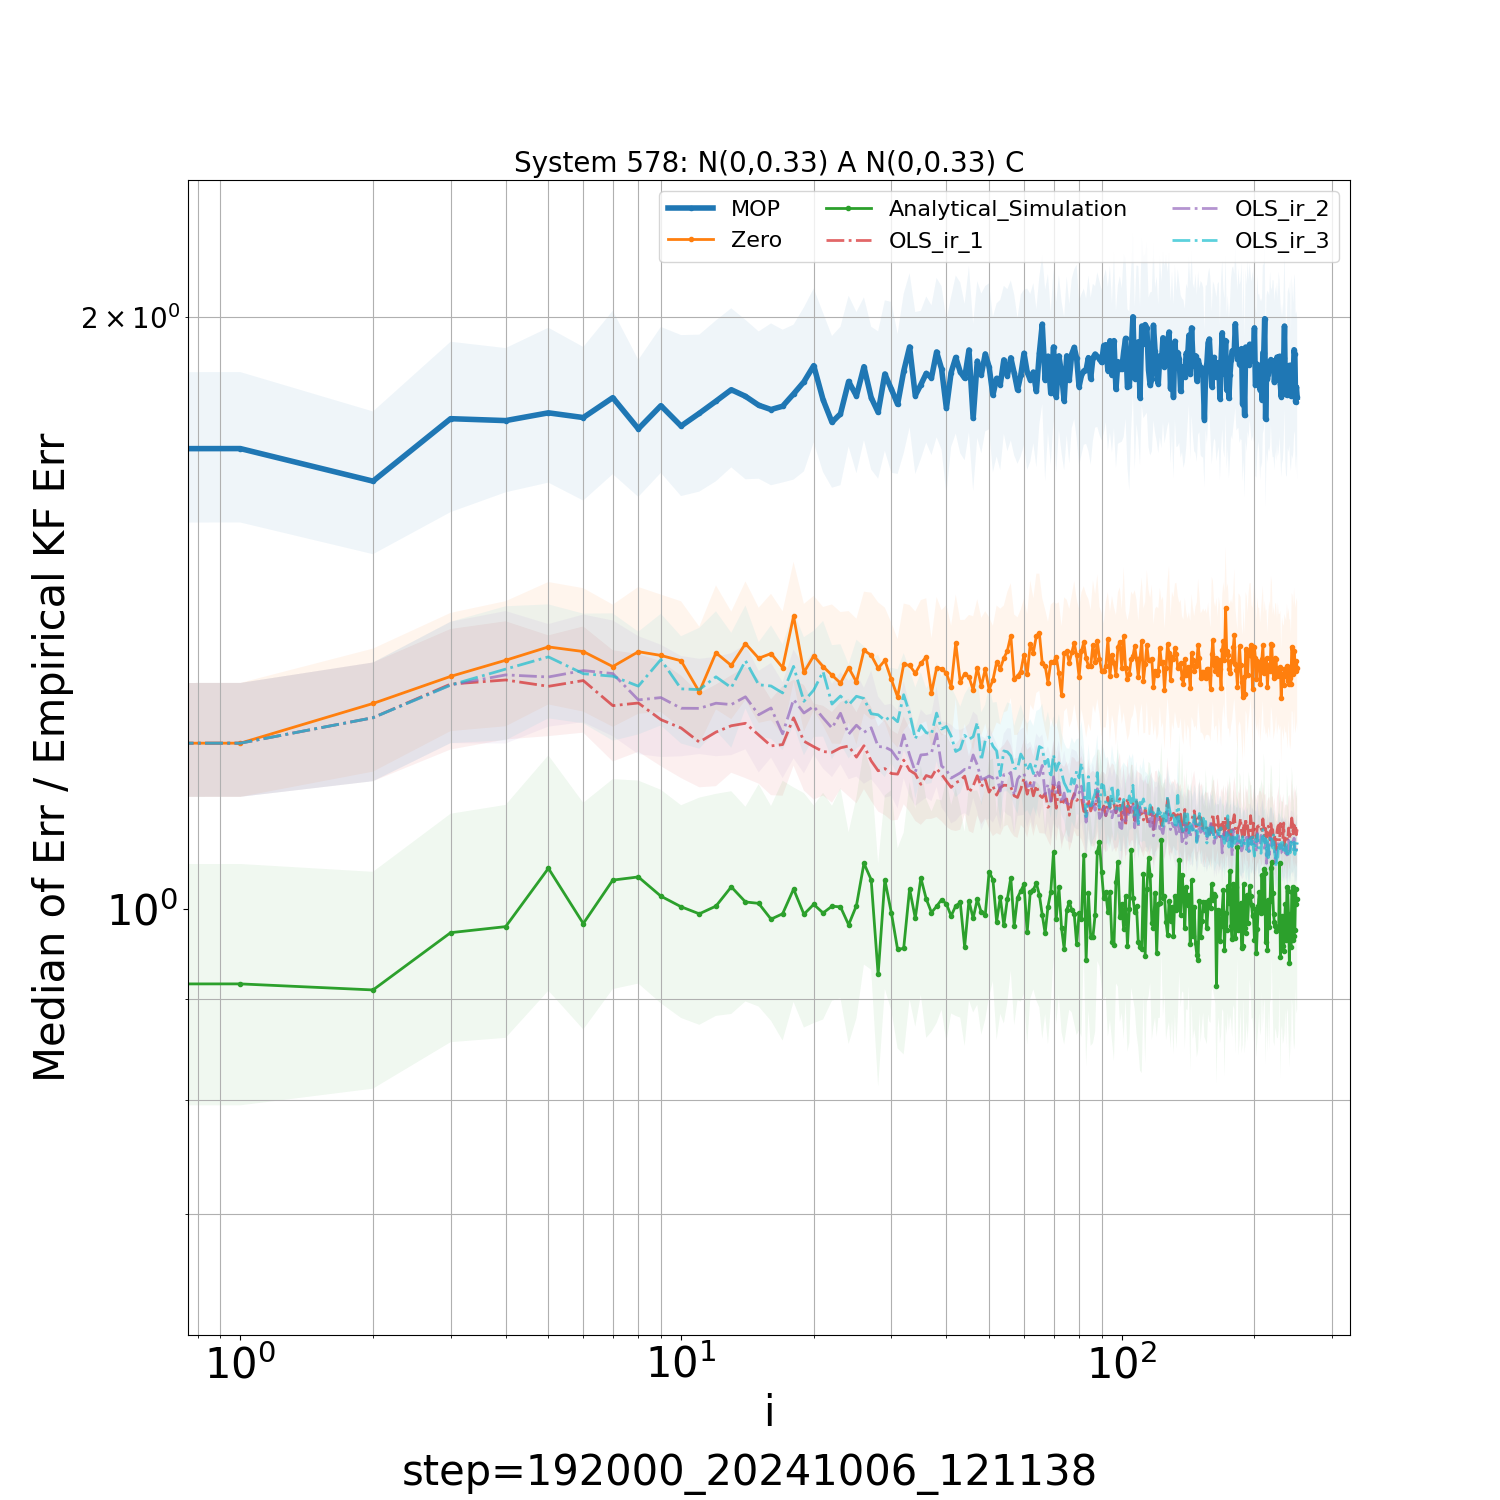 System 578: N(0,0.33) A N(0,0.33) C
MOP
Zero
Analytical_Simulation
OLS_ir_1
OLS_ir_2
OLS_ir_3
2 × 10⁰
10⁰
Median of Err / Empirical KF Err
10⁰
10¹
10²
i
step=192000_20241006_121138